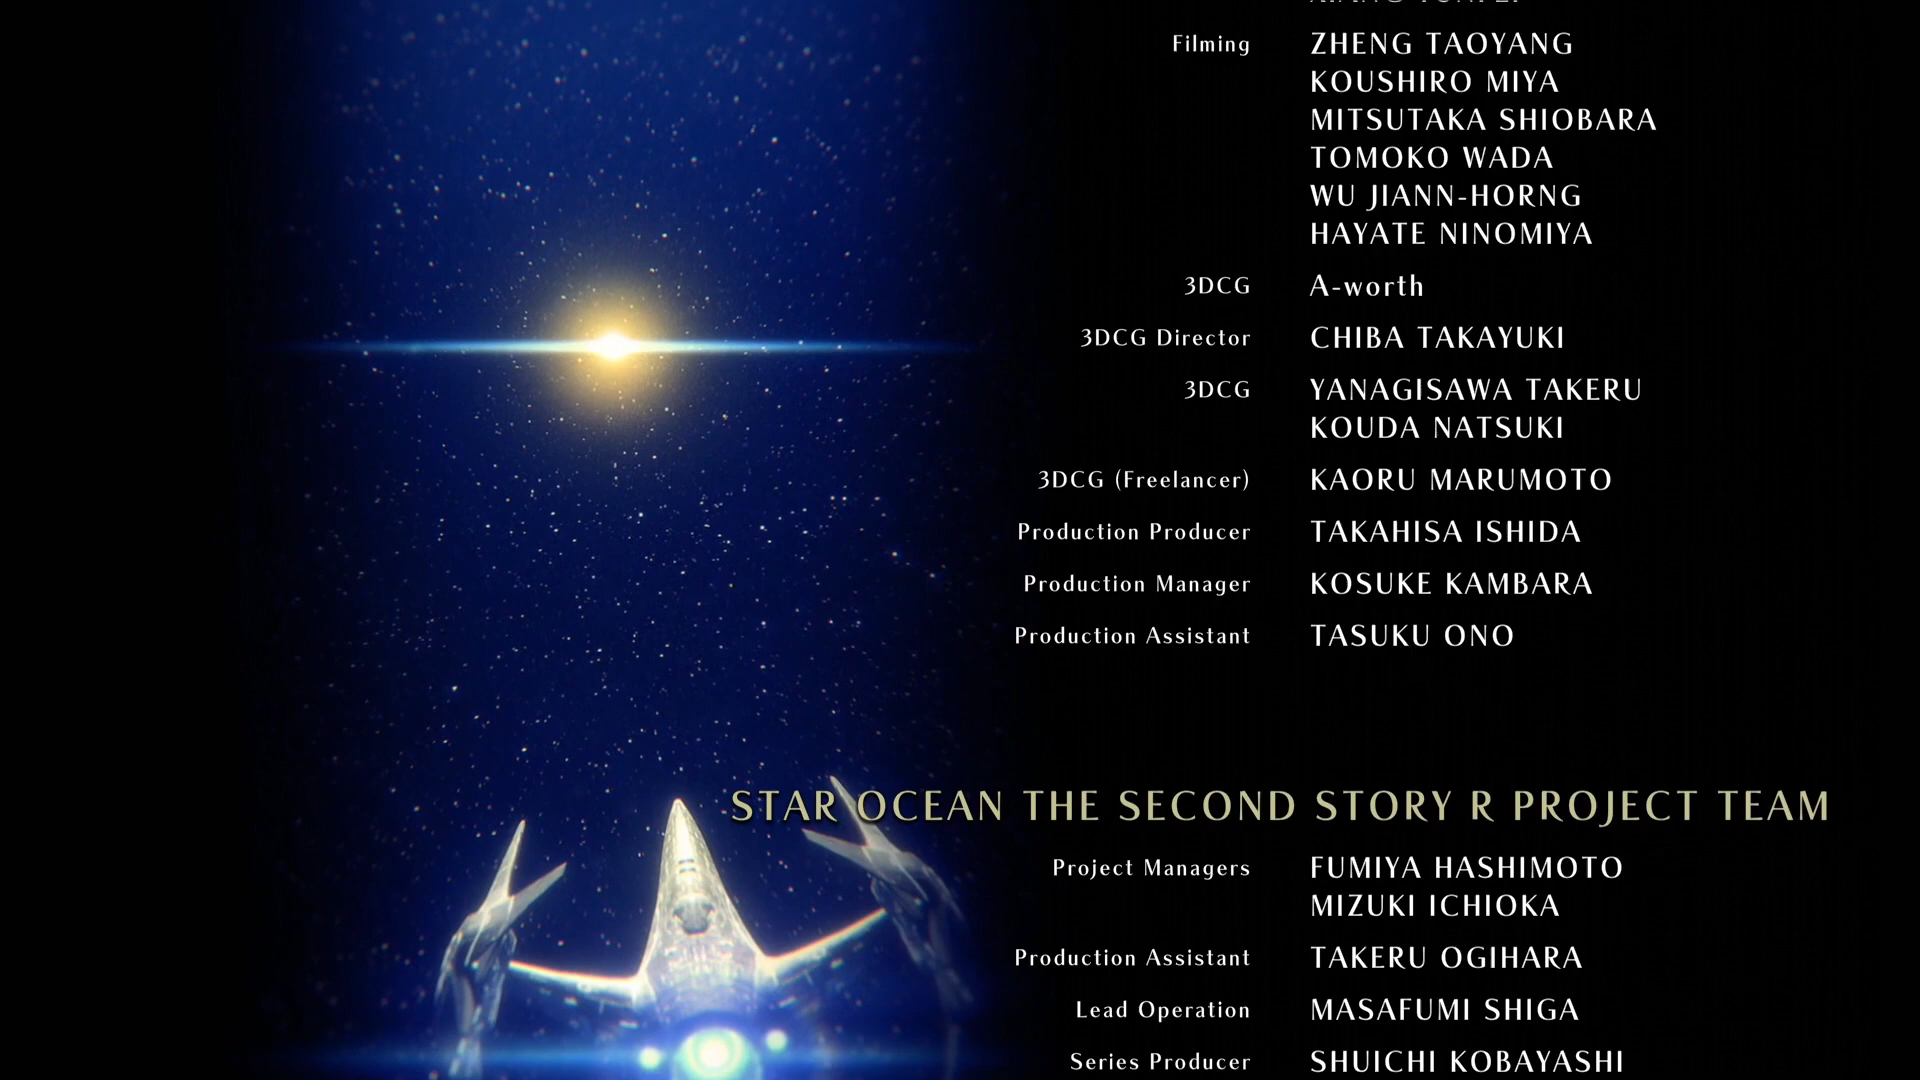 Filming ZHENG TAOYANG
KOUSHIRO MIYA
MITSUTAKA SHIOBARA
TOMOKO WADA
WU JIANN-HORNG
HAYATE NINOMIYA
3DCG A-worth
3DCG Director CHIBA TAKAYUKI
3DCG YANAGISAWA TAKERU
KOUDA NATSUKI
3DCG (Freelancer) KAORU MARUMOTO
Production Producer TAKAHISA ISHIDA
Production Manager KOSUKE KAMBARA
Production Assistant TASUKU ONO
STAR OCEAN THE SECOND STORY R PROJECT TEAM
Project Managers FUMIYA HASHIMOTO
MIZUKI ICHIOKA
Production Assistant TAKERU OGIHARA
Lead Operation MASAFUMI SHIGA
Series Producer SHUICHI KOBAYASHI